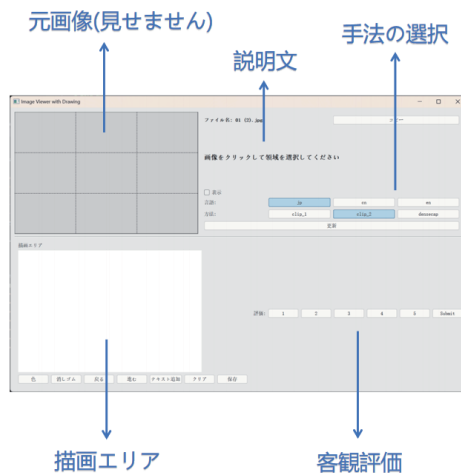 元画像(見せません)
説明文
手法の選択
Image Viewer with Drawing
ファイル名: 01 (2).jpg
画像をクリックして領域を選択してください
表示
言語:
jp
cn
en
方法:
clip_1
clip_2
densecap
更新
描画エリア
評価:
1
2
3
4
5
Submit
色
消しゴム
戻る
進む
テキスト追加
クリア
保存
描画エリア
客観評価